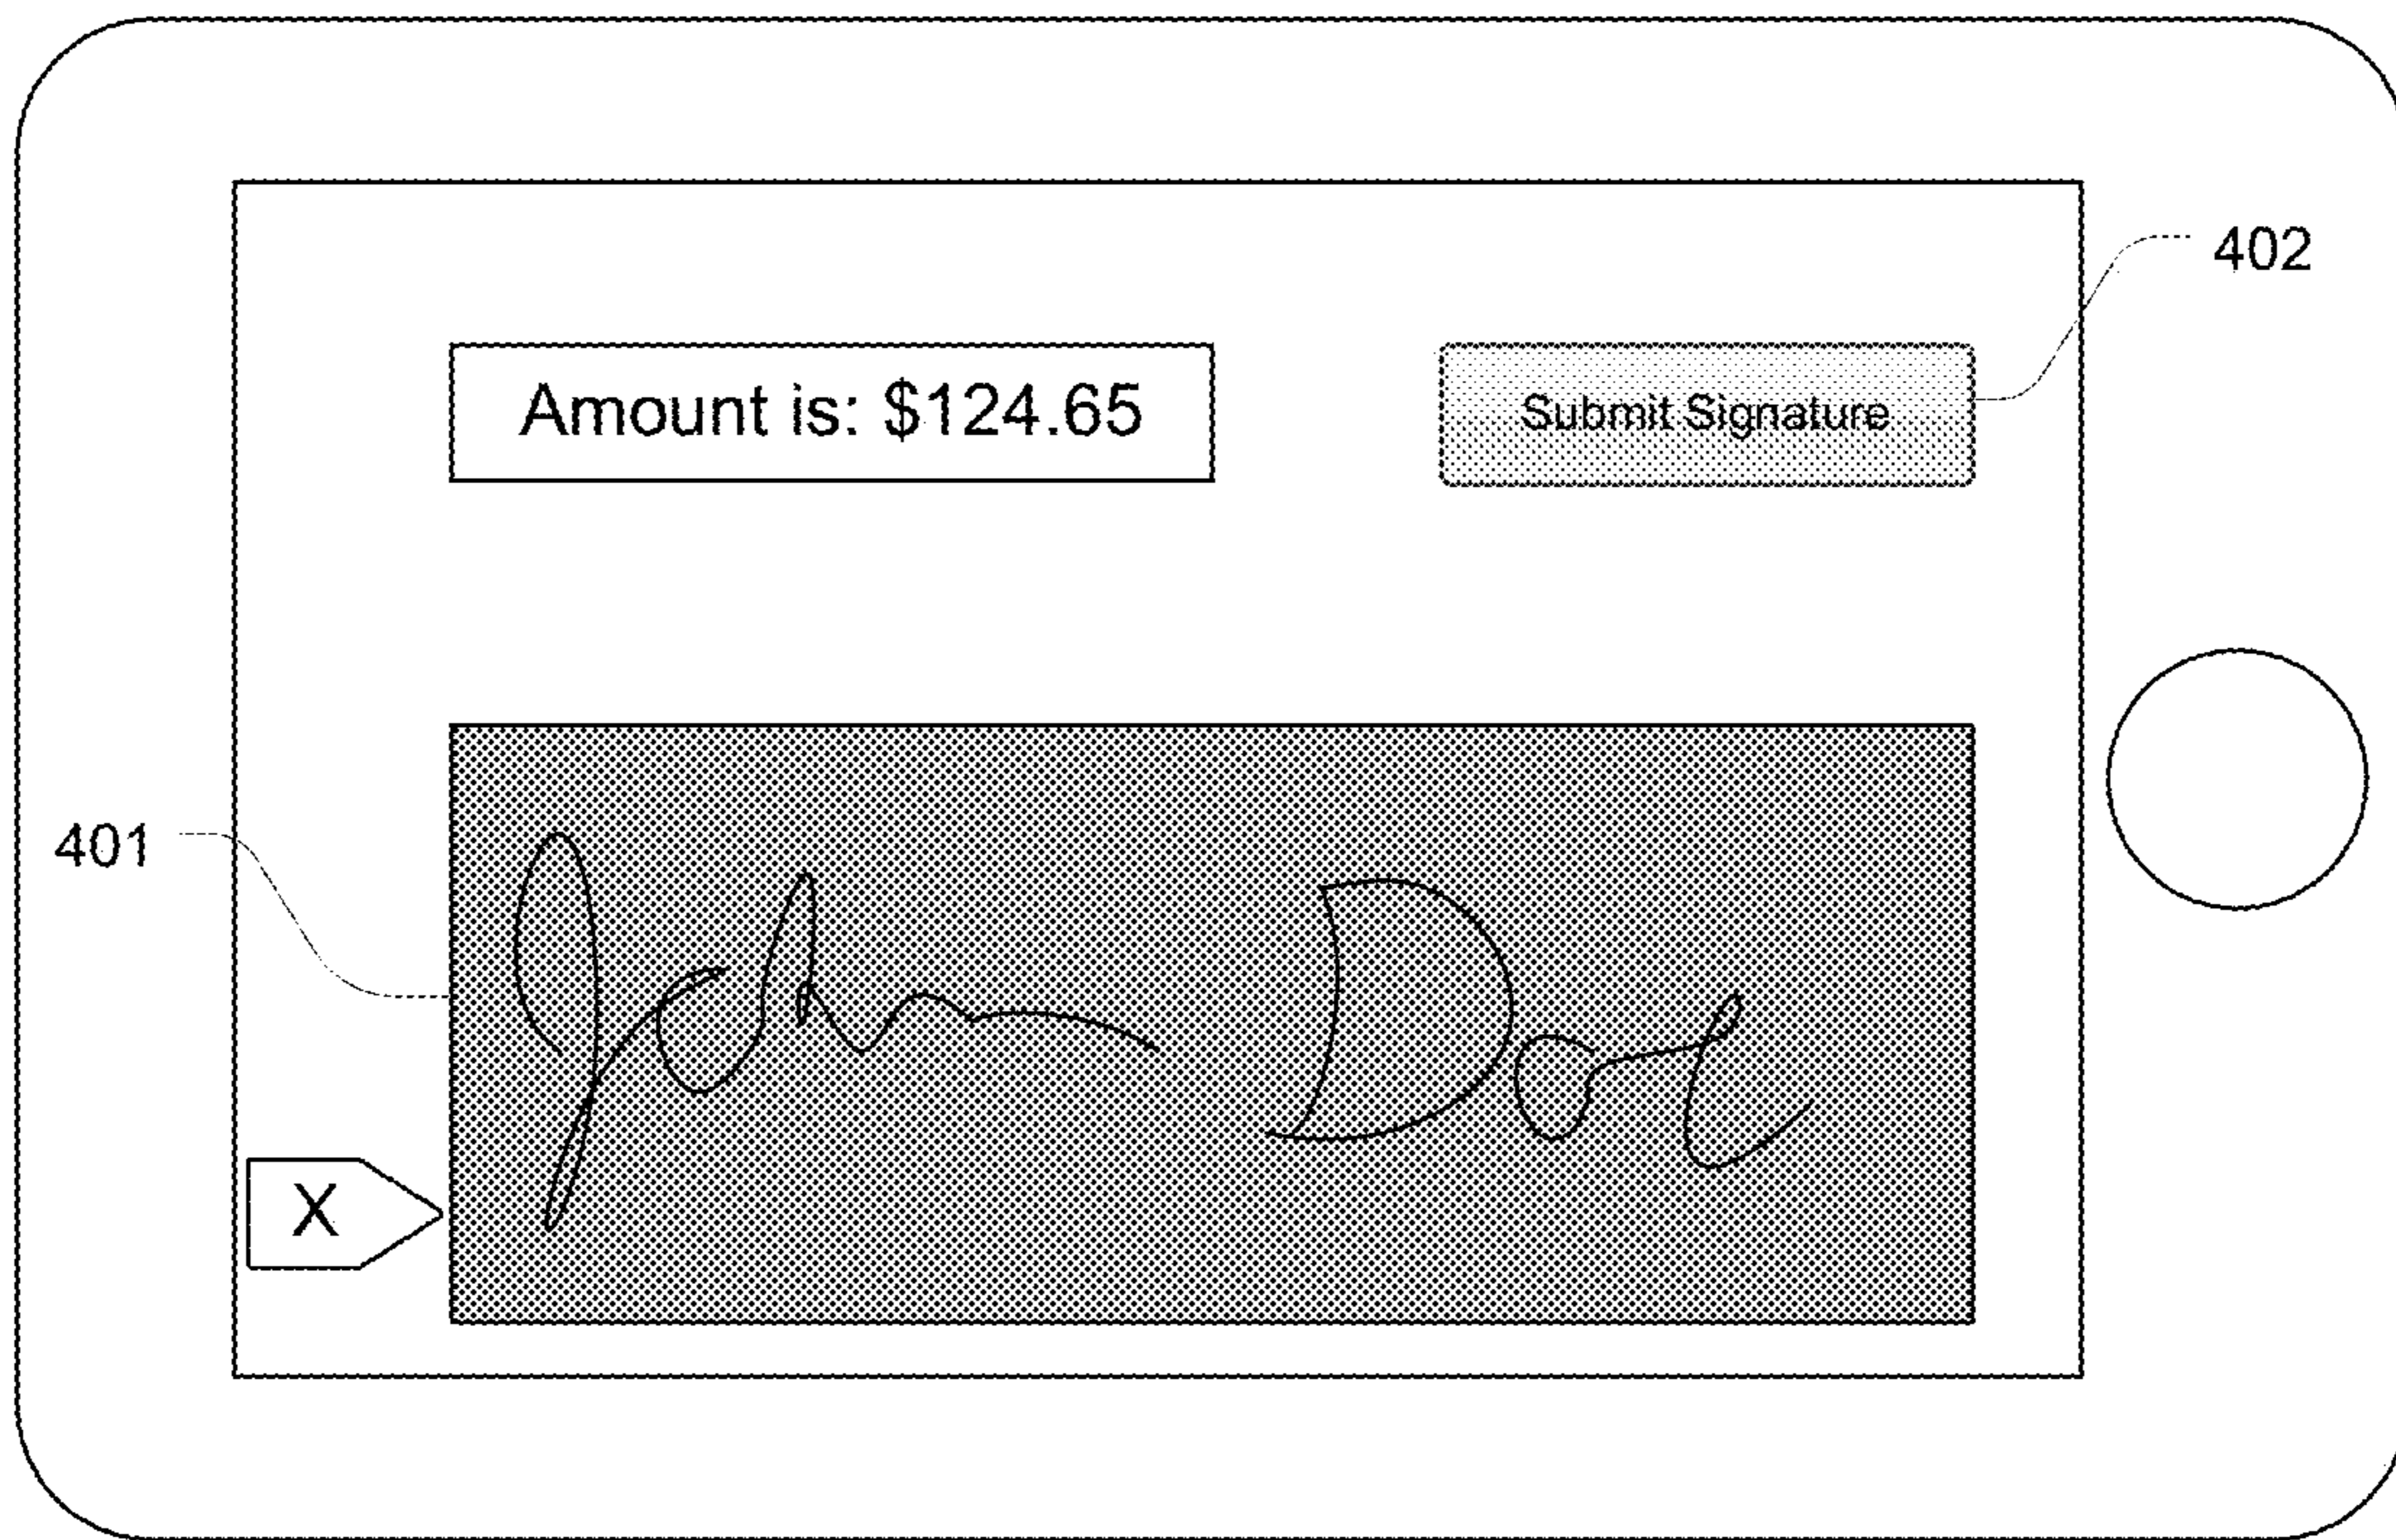 402
Amount is: $124.65
Submit Signature
401
John Doe
X